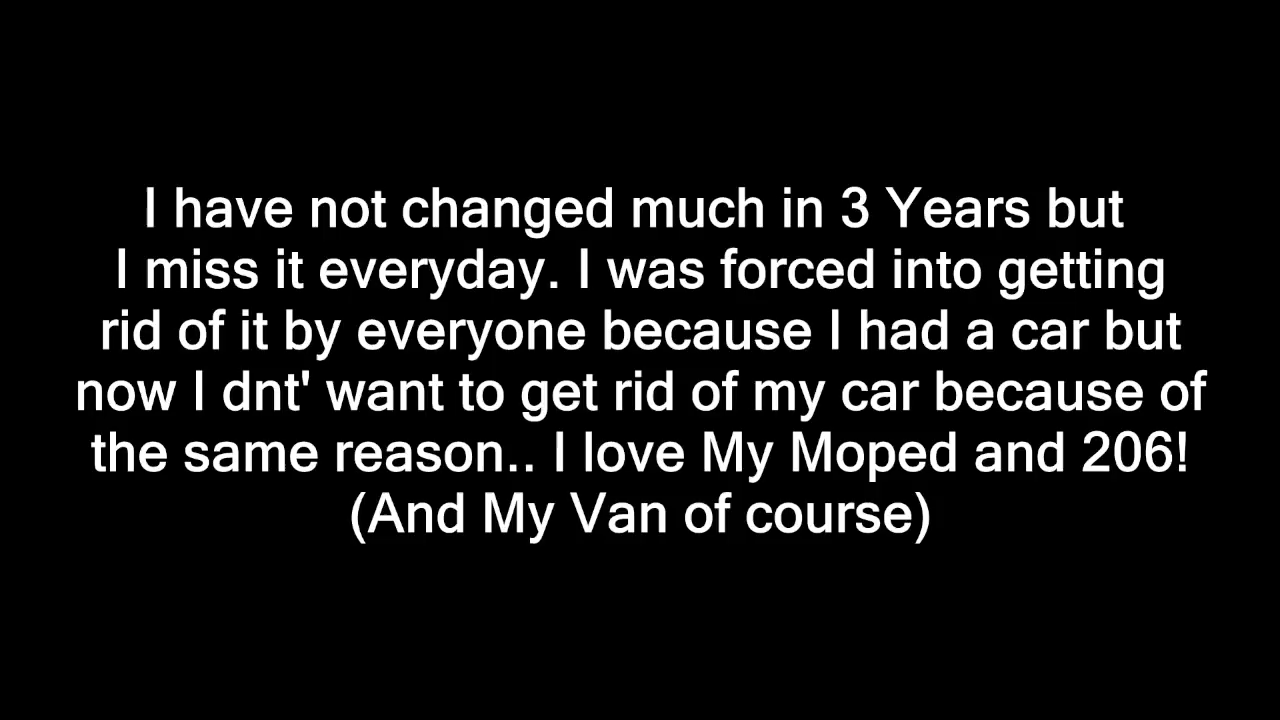 I have not changed much in 3 Years but
I miss it everyday. I was forced into getting
rid of it by everyone because I had a car but
now I dnt' want to get rid of my car because of
the same reason.. I love My Moped and 206!
(And My Van of course)